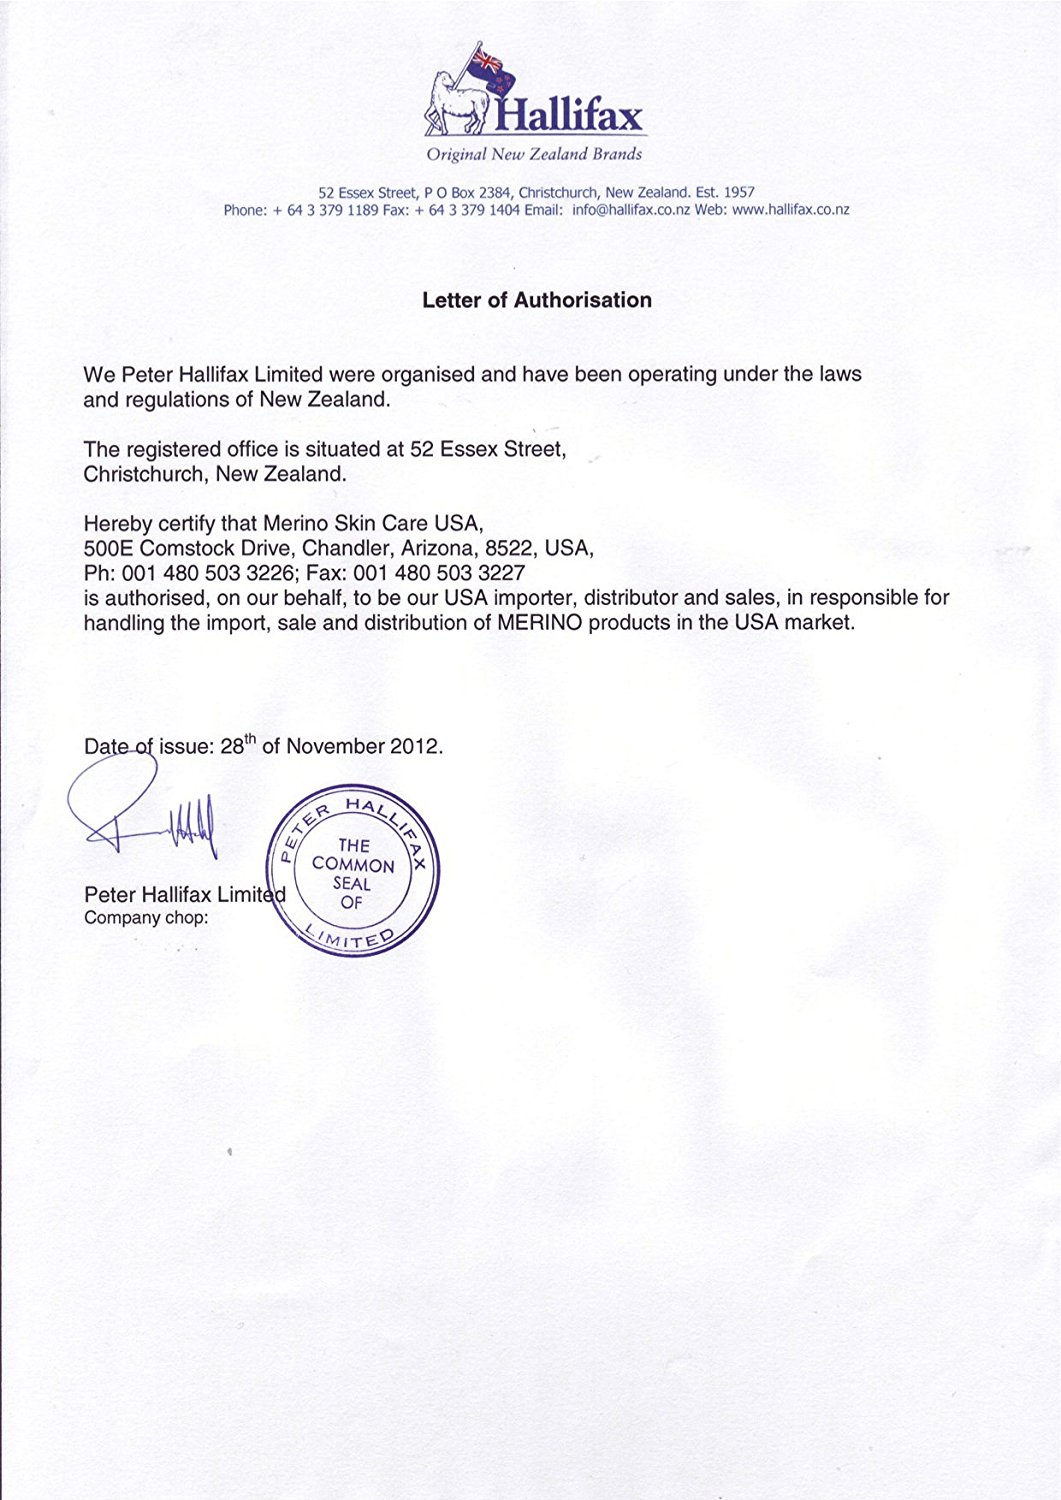 Hallifax
Original New Zealand Brands
52 Essex Street, P O Box 2384, Christchurch, New Zealand. Est. 1957
Phone: + 64 3 379 1189 Fax: + 64 3 379 1404 Email: info@hallifax.co.nz Web: www.hallifax.co.nz
Letter of Authorisation
We Peter Hallifax Limited were organised and have been operating under the laws
and regulations of New Zealand.
The registered office is situated at 52 Essex Street,
Christchurch, New Zealand.
Hereby certify that Merino Skin Care USA,
500E Comstock Drive, Chandler, Arizona, 8522, USA,
Ph: 001 480 503 3226; Fax: 001 480 503 3227
is authorised, on our behalf, to be our USA importer, distributor and sales, in responsible for
handling the import, sale and distribution of MERINO products in the USA market.
Date of issue: 28th of November 2012.
PETER HALLIFAX
THE
COMMON
SEAL
OF
LIMITED
Peter Hallifax Limited
Company chop: